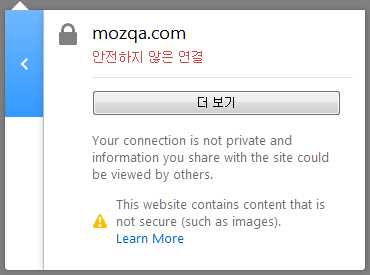 mozqa.com
안전하지 않은 연결
더 보기
Your connection is not private and
information you share with the site could
be viewed by others.
This website contains content that is
not secure (such as images).
Learn More